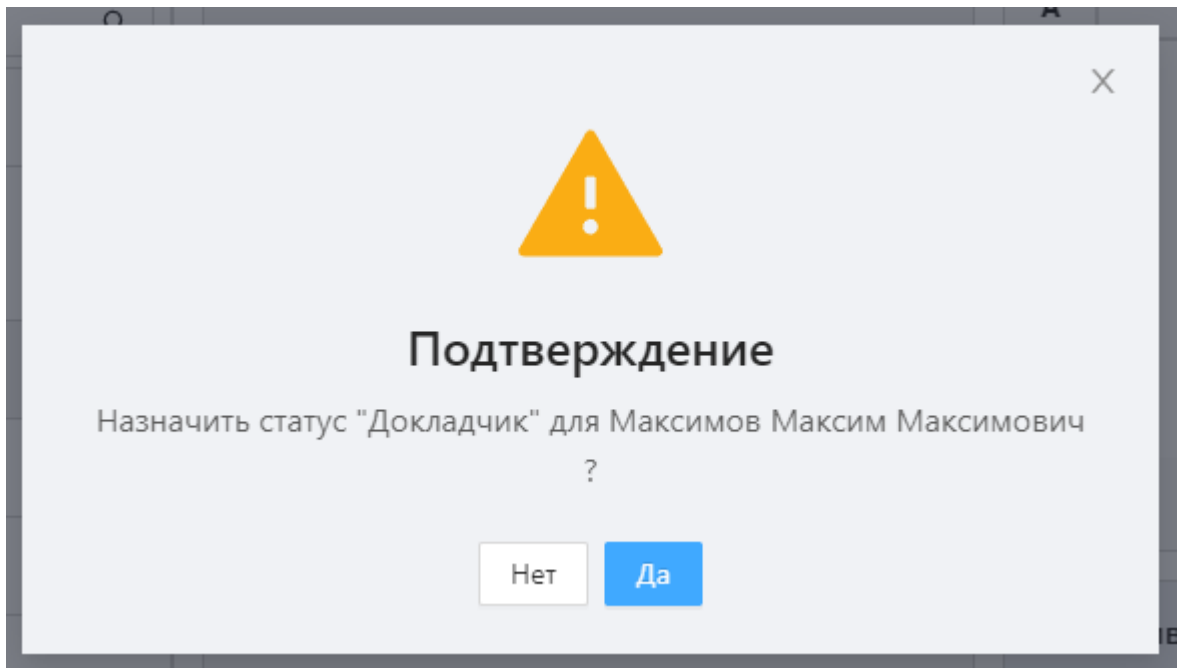 Подтверждение
Назначить статус "Докладчик" для Максимов Максим Максимович
?
Нет
Да